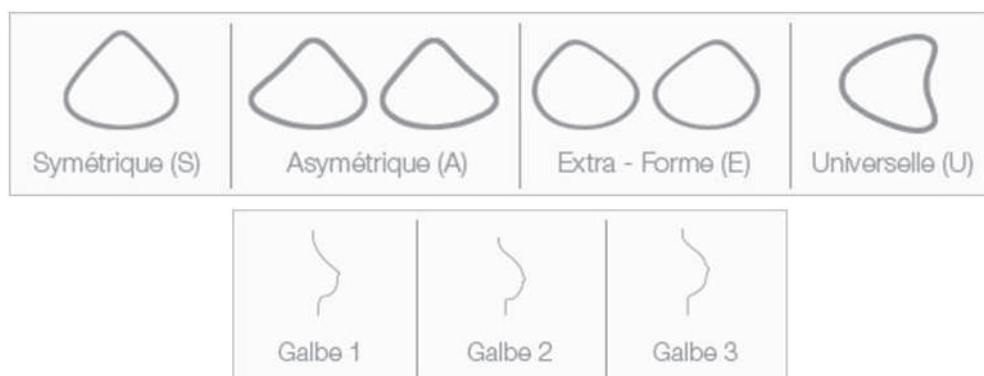 Symétrique (S)
Asymétrique (A)
Extra - Forme (E)
Universelle (U)
Galbe 1
Galbe 2
Galbe 3